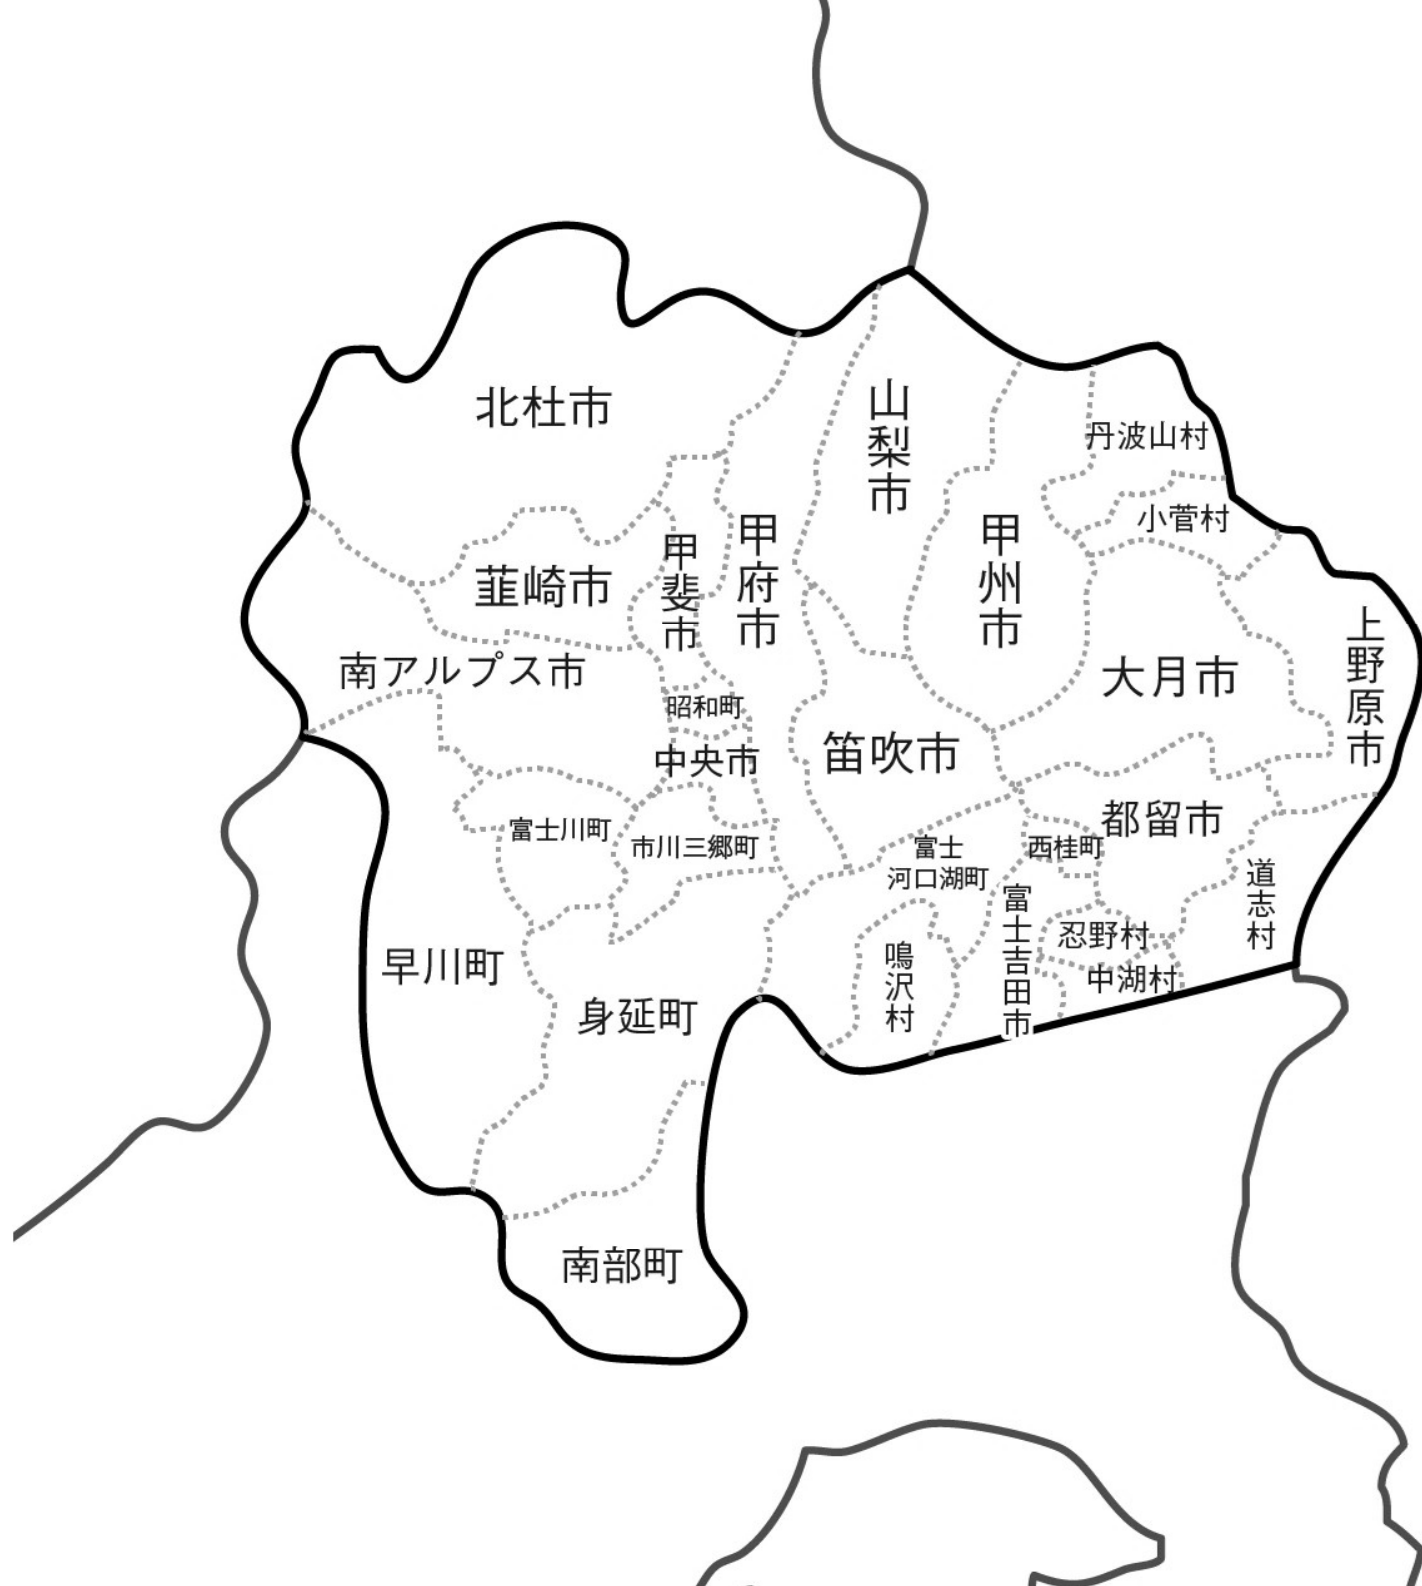 北杜市
山梨市
丹波山村
小菅村
甲府市
甲斐市
甲州市
韮崎市
上野原市
南アルプス市
大月市
昭和町
中央市
笛吹市
都留市
富士川町
市川三郷町
富士
河口湖町
西桂町
道志村
富士吉田市
忍野村
早川町
鳴沢村
中湖村
身延町
南部町